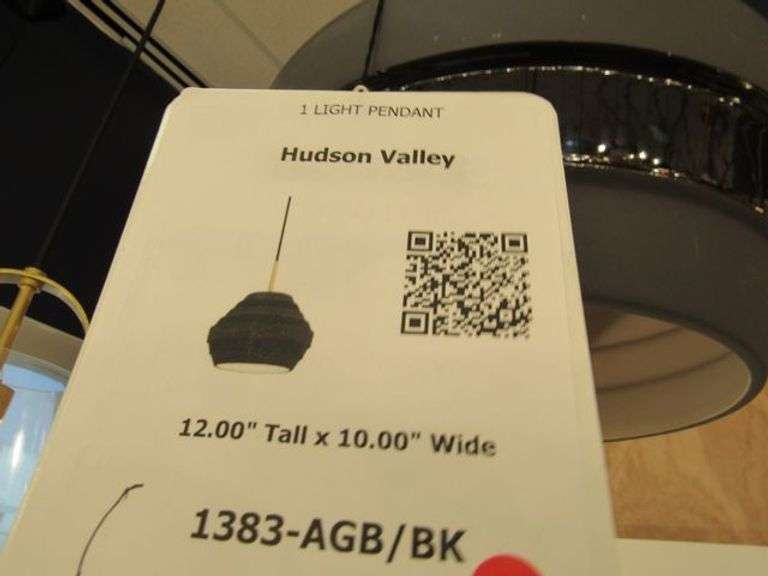 1 LIGHT PENDANT
Hudson Valley
12.00" Tall x 10.00" Wide
1383-AGB/BK